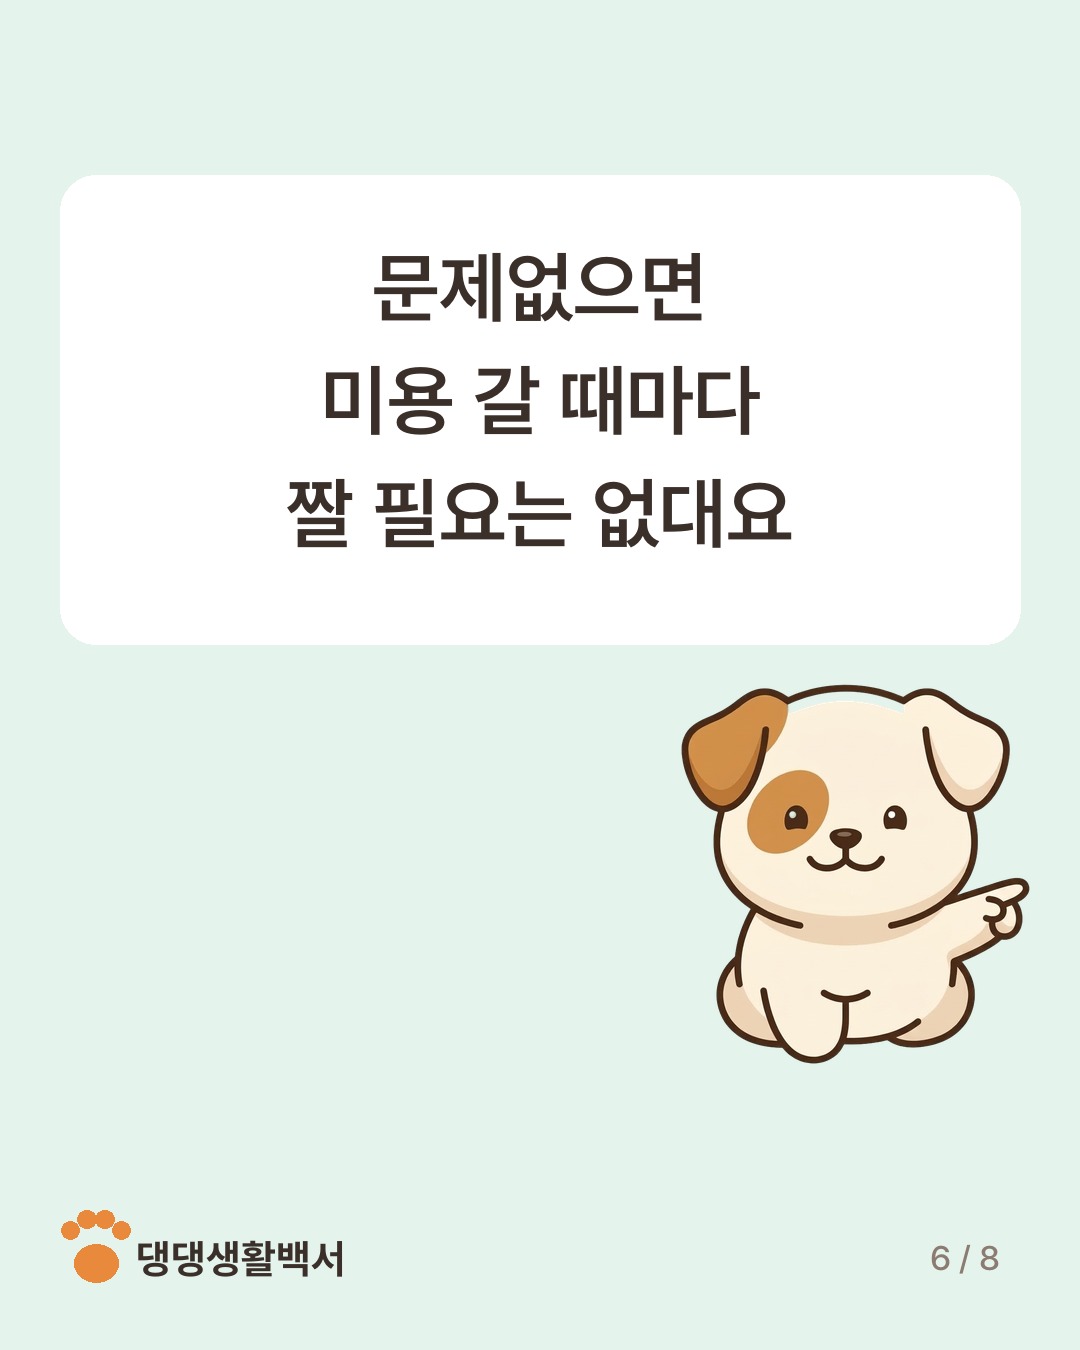 문제없으면
미용 갈 때마다
짤 필요는 없대요
댕댕생활백서
6 / 8